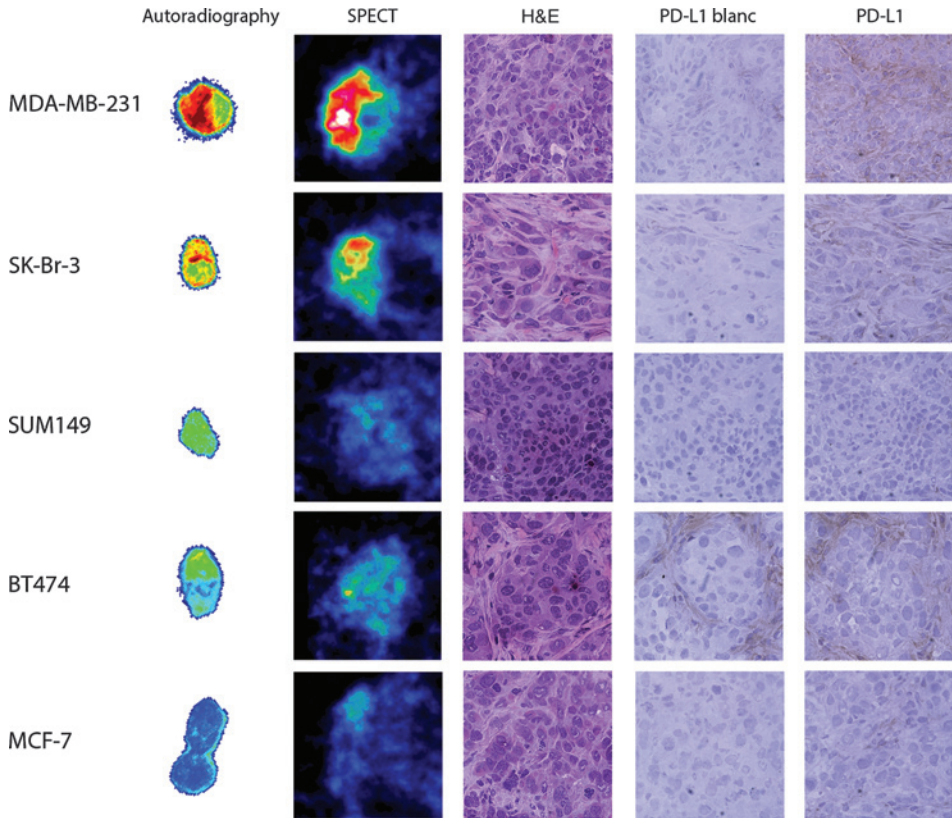 Autoradiography SPECT H&E PD-L1 blanc PD-L1
MDA-MB-231
SK-Br-3
SUM149
BT474
MCF-7